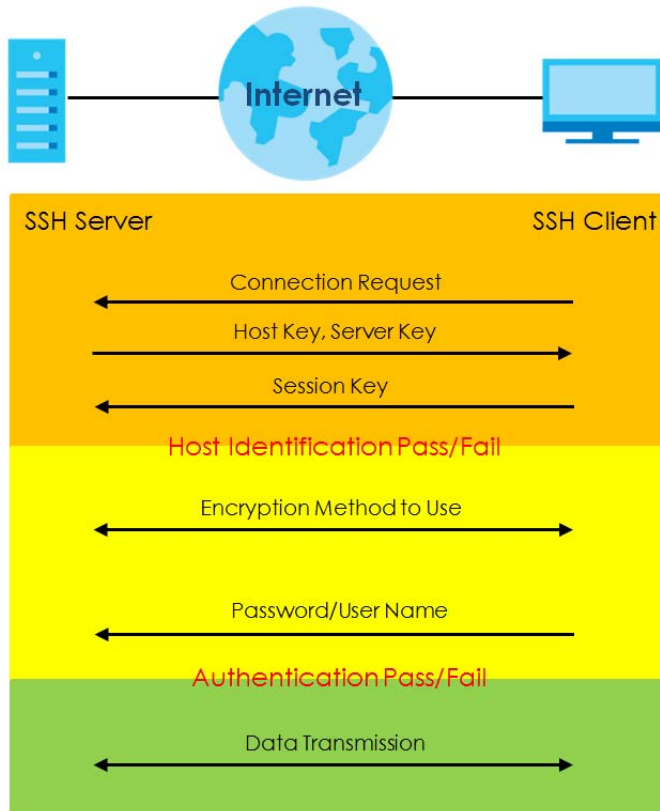 Internet
SSH Server
SSH Client
Connection Request
Host Key, Server Key
Session Key
Host Identification Pass/Fail
Encryption Method to Use
Password/User Name
Authentication Pass/Fail
Data Transmission